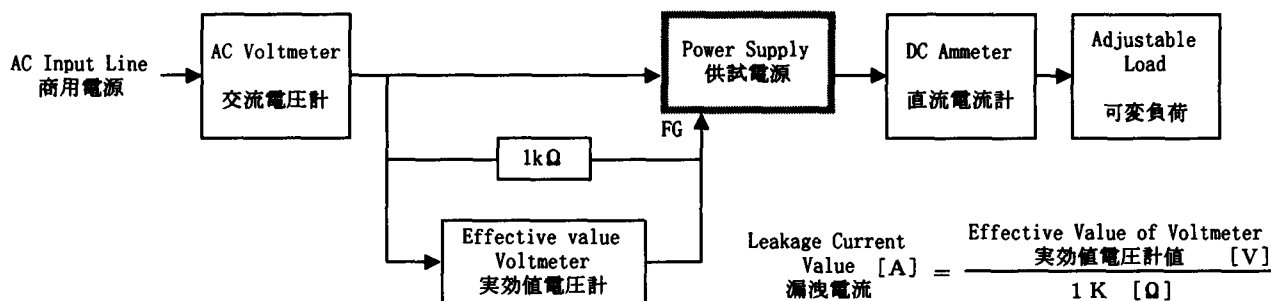 AC Input Line
商用電源
AC Voltmeter
交流電圧計
Power Supply
供試電源
DC Ammeter
直流電流計
Adjustable
Load
可変負荷
FG
1kΩ
Effective value
Voltmeter
実効値電圧計
Leakage Current
Value [A] =
漏洩電流
Effective Value of Voltmeter
実効値電圧計値 [V]
1 K [Ω]